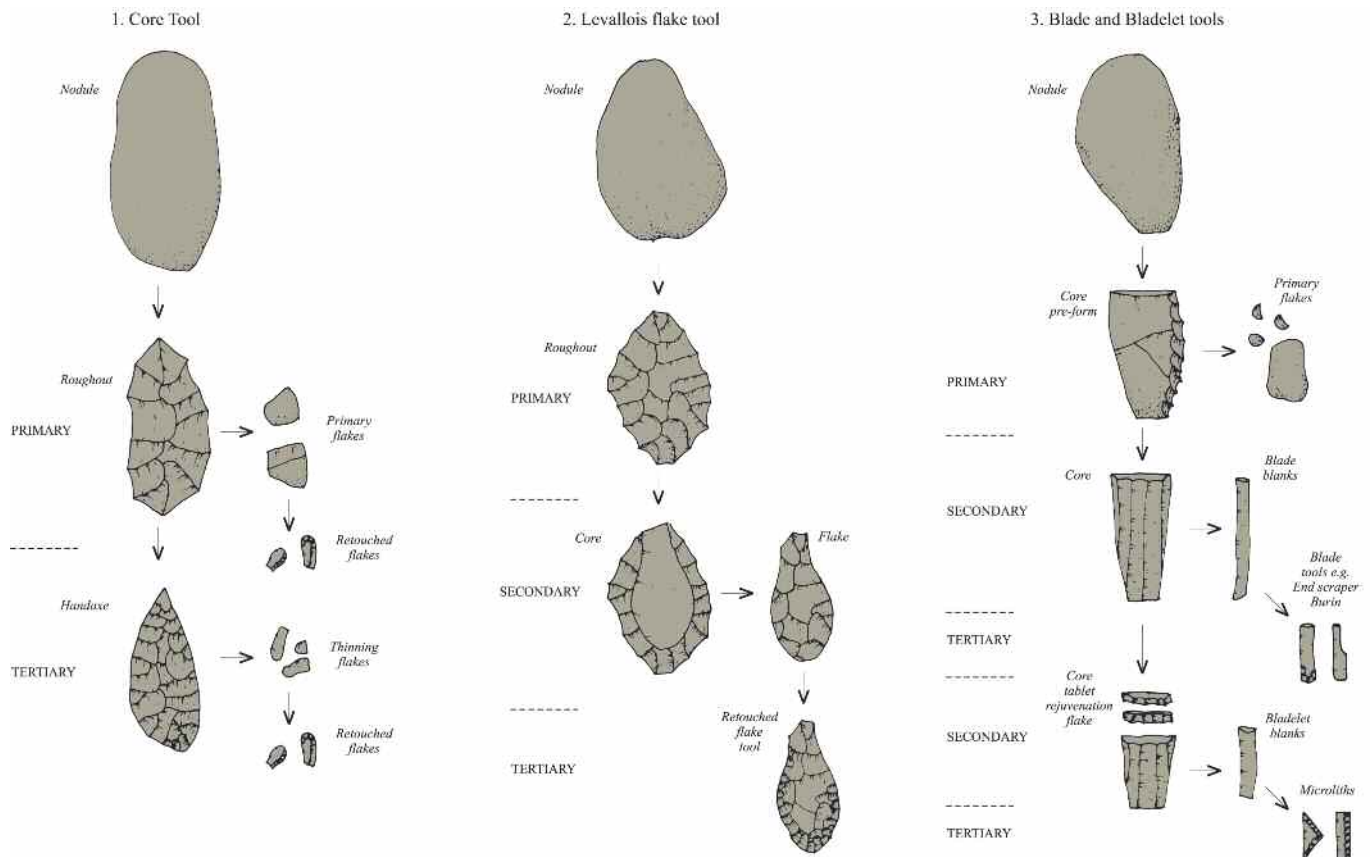 1. Core Tool
Nodule
Roughout
PRIMARY
Primary
flakes
Retouched
flakes
Handaxe
TERTIARY
Thinning
flakes
Retouched
flakes
2. Levallois flake tool
Nodule
Roughout
PRIMARY
Core
Flake
SECONDARY
Retouched
flake
tool
TERTIARY
3. Blade and Bladelet tools
Nodule
Core
pre-form
Primary
flakes
PRIMARY
Core
Blade
blanks
SECONDARY
Blade
tools e.g.
End scraper
Burin
TERTIARY
Core
tablet
rejuvenation
flake
SECONDARY
Bladelet
blanks
Microliths
TERTIARY